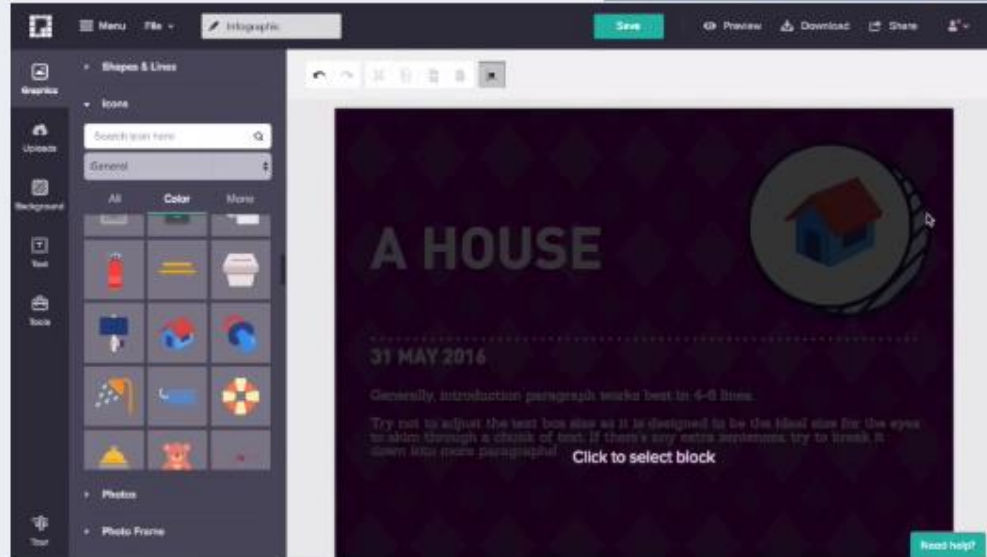 Menu File Infographic Save Preview Download Share
Graphics
Uploads
Background
Text
Tools
Tour
Shapes & Lines
Icons
Search icon here
General
All Color Mono
Photos
Photo Frame
A HOUSE
31 MAY 2016
Generally, introduction paragraph works best in 4-6 lines.
Try not to adjust the text box size as it is designed to be the ideal size for the eyes
to skim through a chunk of text. If there's any extra sentences, try to break it
down into more paragraphs!
Click to select block
Need help?